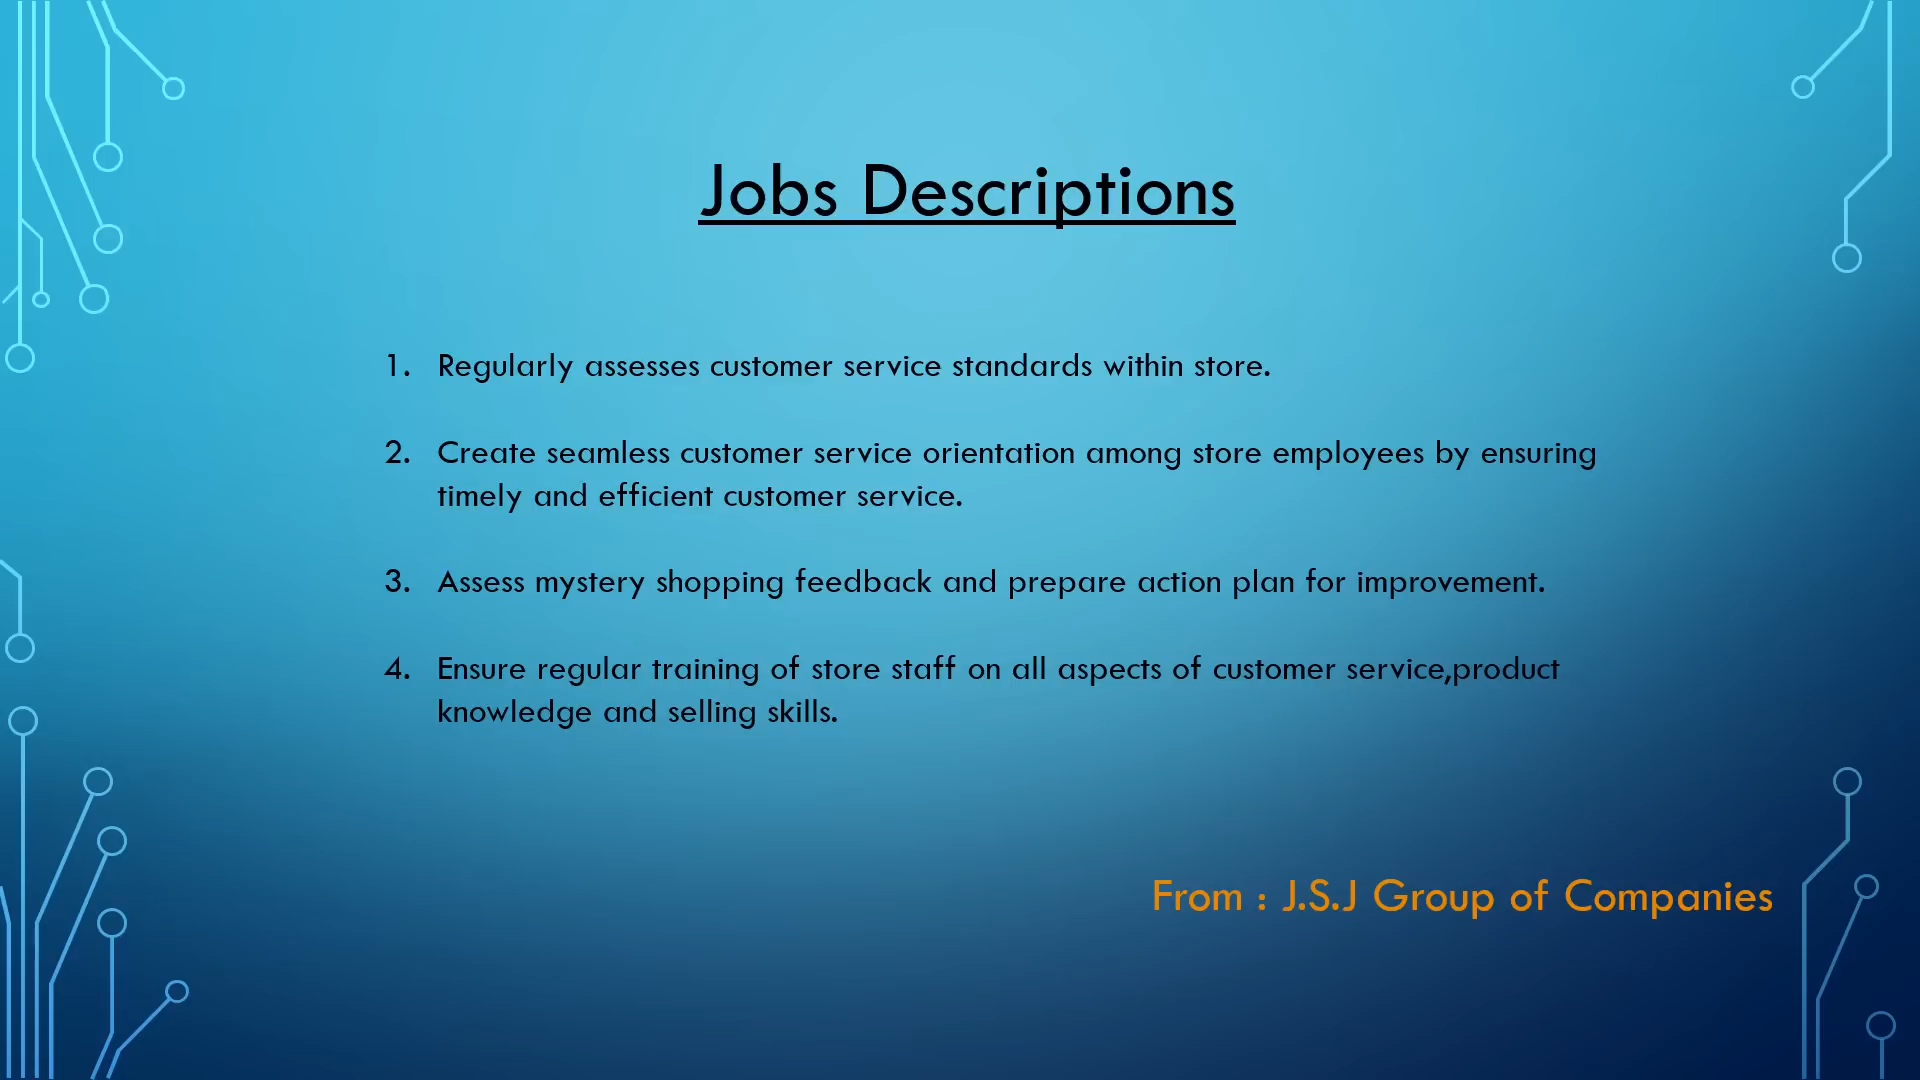 Jobs Descriptions
1. Regularly assesses customer service standards within store.
2. Create seamless customer service orientation among store employees by ensuring
timely and efficient customer service.
3. Assess mystery shopping feedback and prepare action plan for improvement.
4. Ensure regular training of store staff on all aspects of customer service,product
knowledge and selling skills.
From : J.S.J Group of Companies